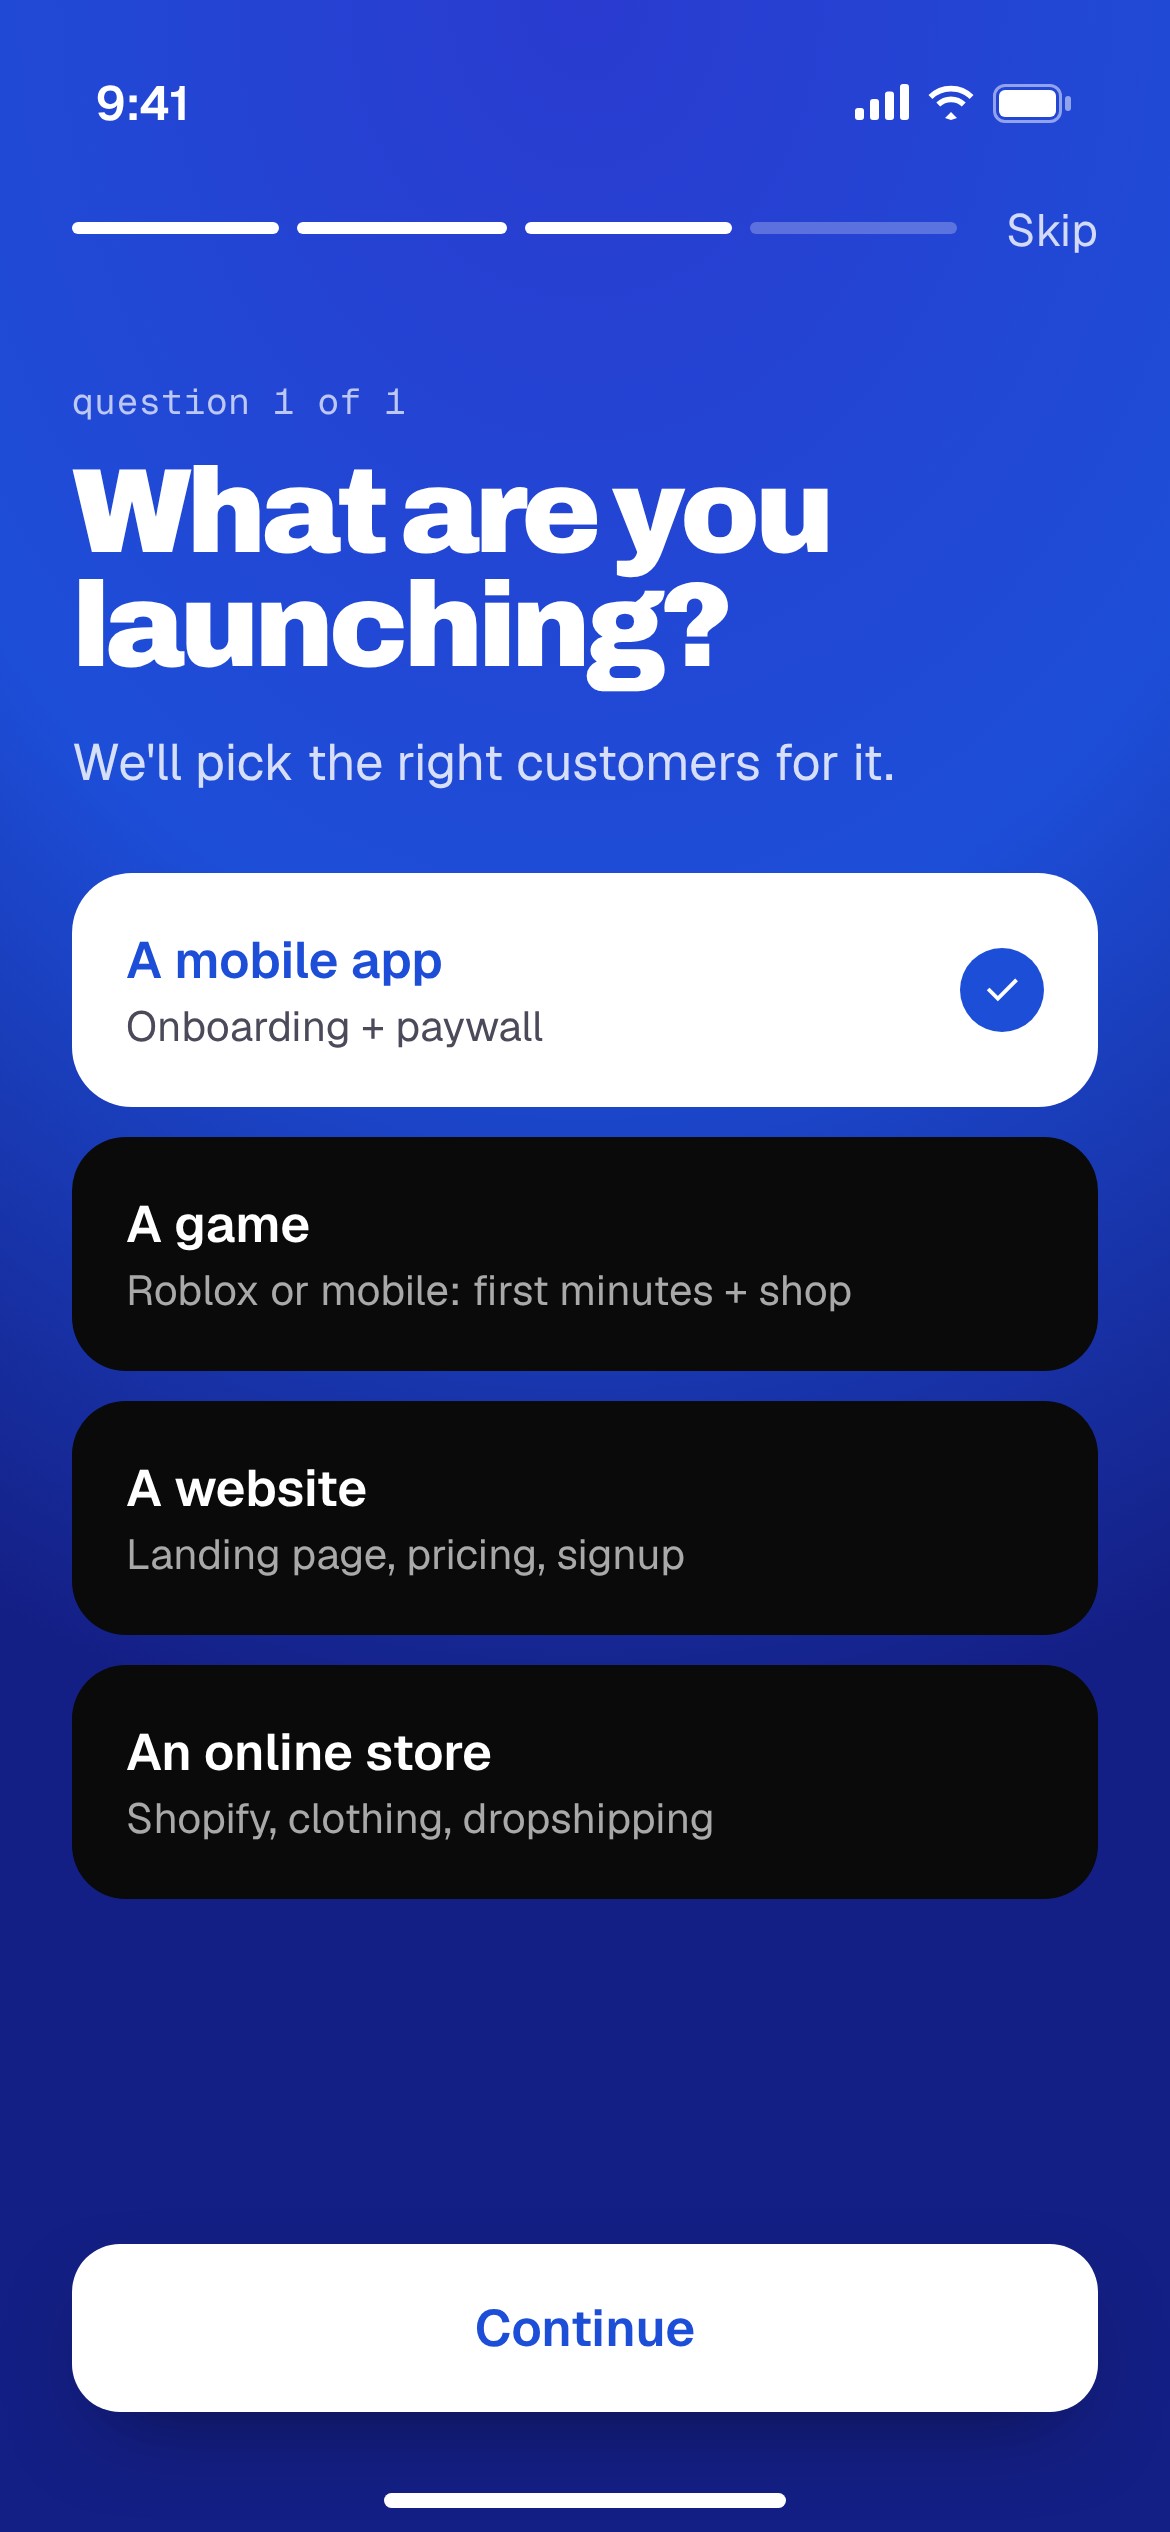 9:41
Skip
question 1 of 1
What are you
launching?
We'll pick the right customers for it.
A mobile app
Onboarding + paywall
A game
Roblox or mobile: first minutes + shop
A website
Landing page, pricing, signup
An online store
Shopify, clothing, dropshipping
Continue